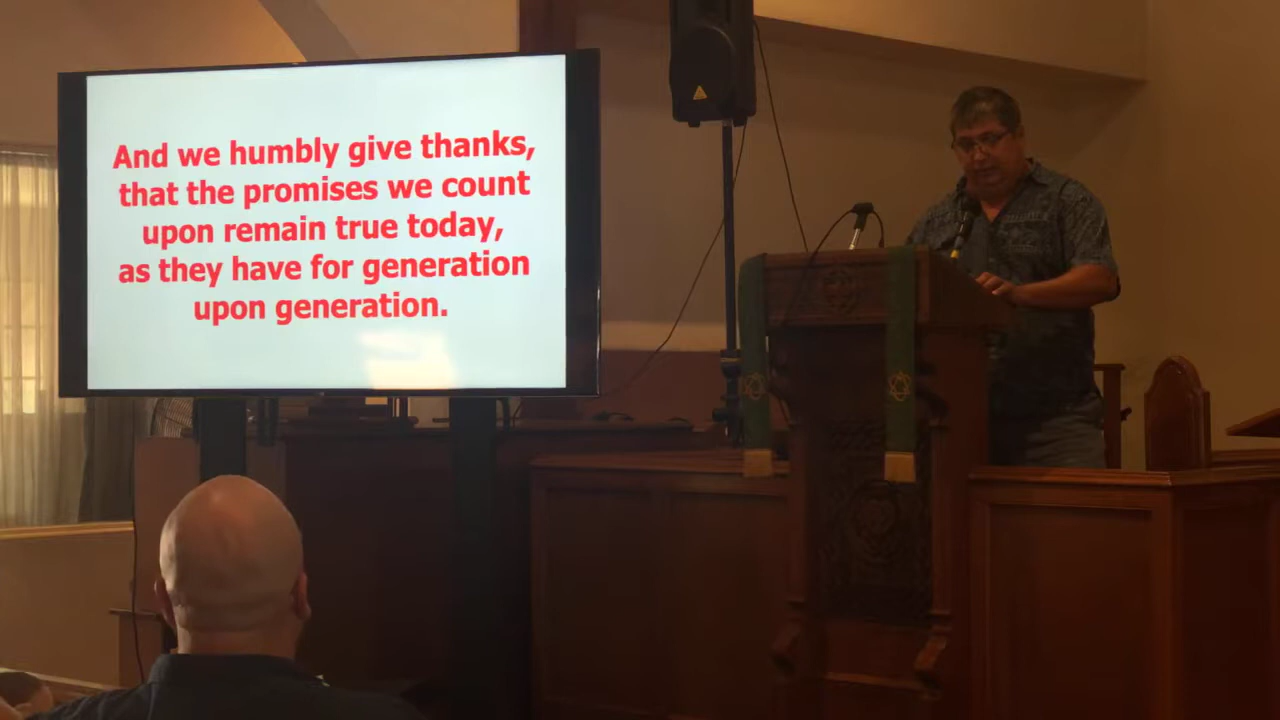 And we humbly give thanks,
that the promises we count
upon remain true today,
as they have for generation
upon generation.